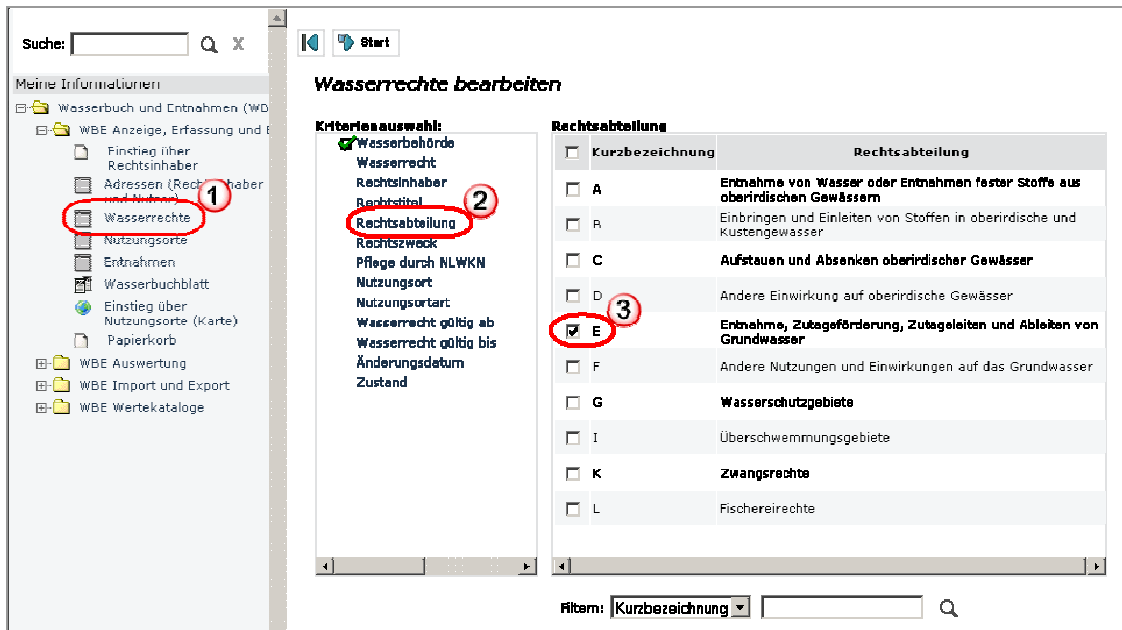 Suche:
X
Start
Meine Informationen
Wasserbuch und Entnahmen (WB
WBE Anzeige, Erfassung und
Einstieg über
Rechtsinhaber
Adressen (Rech haber
und Nutzer)
1
Wasserrechte
Nutzungsorte
Entnahmen
Wasserbuchblatt
Einstieg über
Nutzungsorte (Karte)
Papierkorb
WBE Auswertung
WBE Import und Export
WBE Wertekataloge
Wasserrechte bearbeiten
Kriterienauswahl:
Wasserbehörde
Wasserrecht
Rechtsinhaber
Rechtstitel
2
Rechtsabteilung
Rechtszweck
Pflege durch NLWKN
Nutzungsort
Nutzungsortart
Wasserrecht gültig ab
Wasserrecht gültig bis
Änderungsdatum
Zustand
Rechtsabteilung
Kurzbezeichnung Rechtsabteilung
A Entnahme von Wasser oder Entnahmen fester Stoffe aus
oberirdischen Gewässern
B Einbringen und Einleiten von Stoffen in oberirdische und
Küstengewässer
C Aufstauen und Absenken oberirdischer Gewässer
D Andere Einwirkung auf oberirdische Gewässer
3
E Entnahme, Zutageförderung, Zutageleiten und Ableiten von
Grundwasser
F Andere Nutzungen und Einwirkungen auf das Grundwasser
G Wasserschutzgebiete
I Überschwemmungsgebiete
K Zwangsrechte
L Fischereirechte
Filtern: Kurzbezeichnung